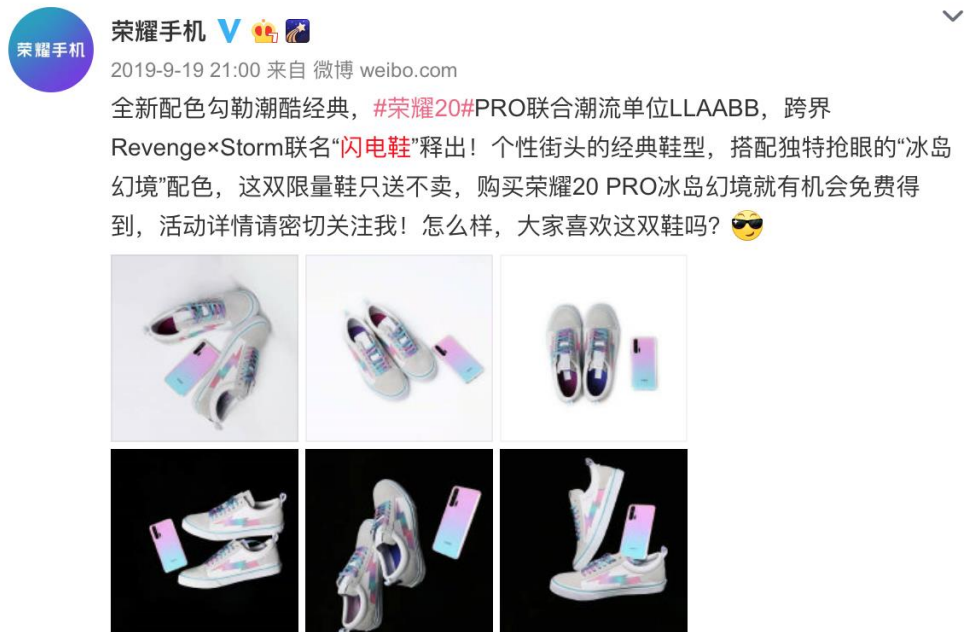 荣耀手机
荣耀手机
2019-9-19 21:00 来自 微博 weibo.com
全新配色勾勒潮酷经典，#荣耀20#PRO联合潮流单位LLAABB，跨界
Revenge×Storm联名“闪电鞋”释出！个性街头的经典鞋型，搭配独特抢眼的“冰岛
幻境”配色，这双限量鞋只送不卖，购买荣耀20 PRO冰岛幻境就有机会免费得
到，活动详情请密切关注我！怎么样，大家喜欢这双鞋吗？